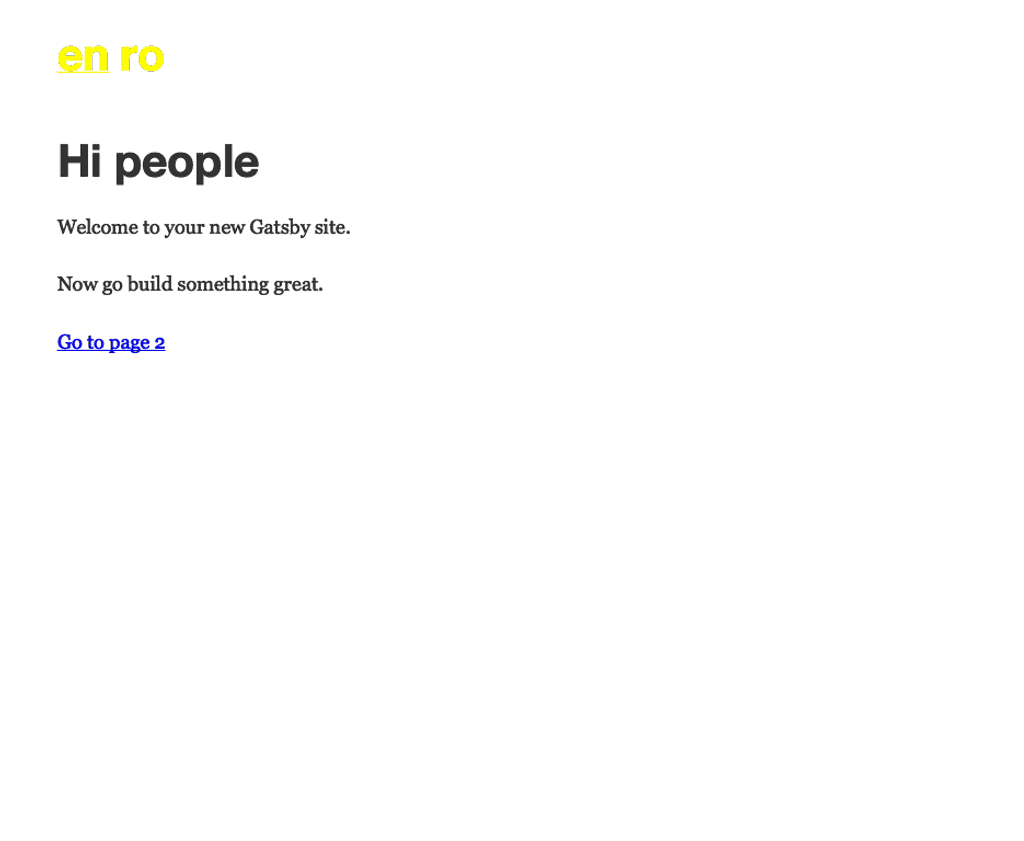 en ro
Hi people
Welcome to your new Gatsby site.
Now go build something great.
Go to page 2